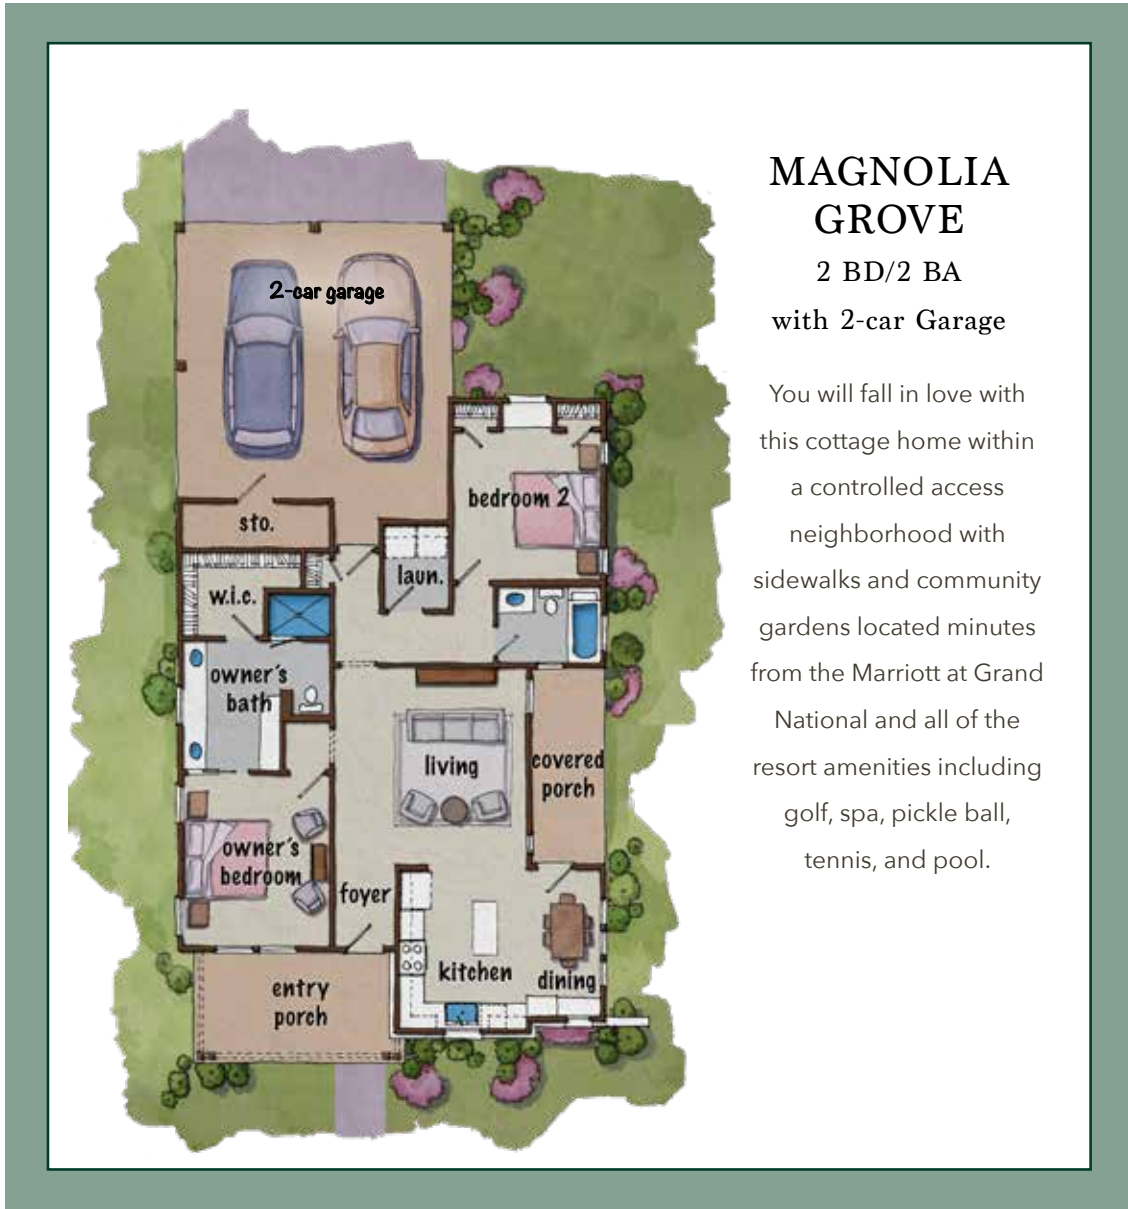 MAGNOLIA
GROVE
2 BD/2 BA
with 2-car Garage
You will fall in love with
this cottage home within
a controlled access
neighborhood with
sidewalks and community
gardens located minutes
from the Marriott at Grand
National and all of the
resort amenities including
golf, spa, pickle ball,
tennis, and pool.
2-car garage
bedroom 2
sto.
laun.
w.i.c.
owner's
bath
living
covered
porch
owner's
bedroom
foyer
kitchen
dining
entry
porch